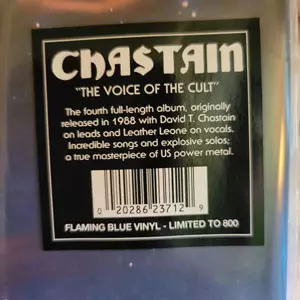 CHASTAIN
"THE VOICE OF THE CULT"
The fourth full-length album, originally
released in 1988 with David T. Chastain
on leads and Leather Leone on vocals.
Incredible songs and explosive solos;
a true masterpiece of US power metal.
0 20286 23712 9
FLAMING BLUE VINYL - LIMITED TO 800